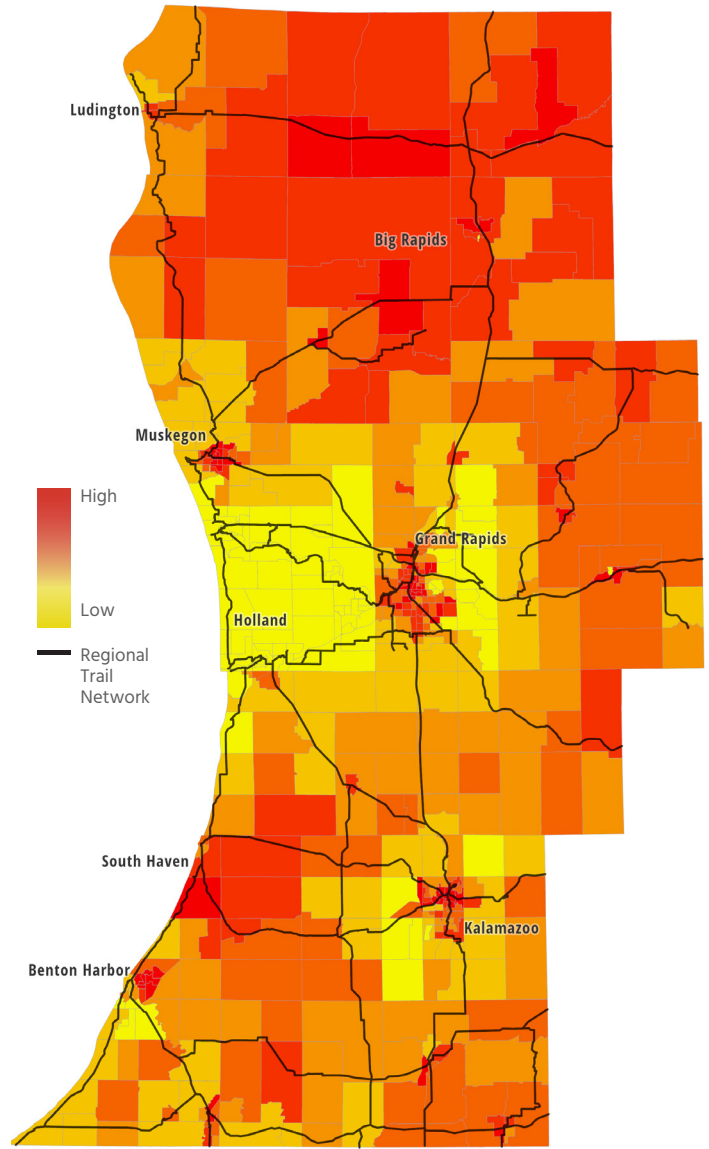 Ludington
Big Rapids
Muskegon
High
Grand Rapids
Low
Holland
Regional
Trail
Network
South Haven
Kalamazoo
Benton Harbor